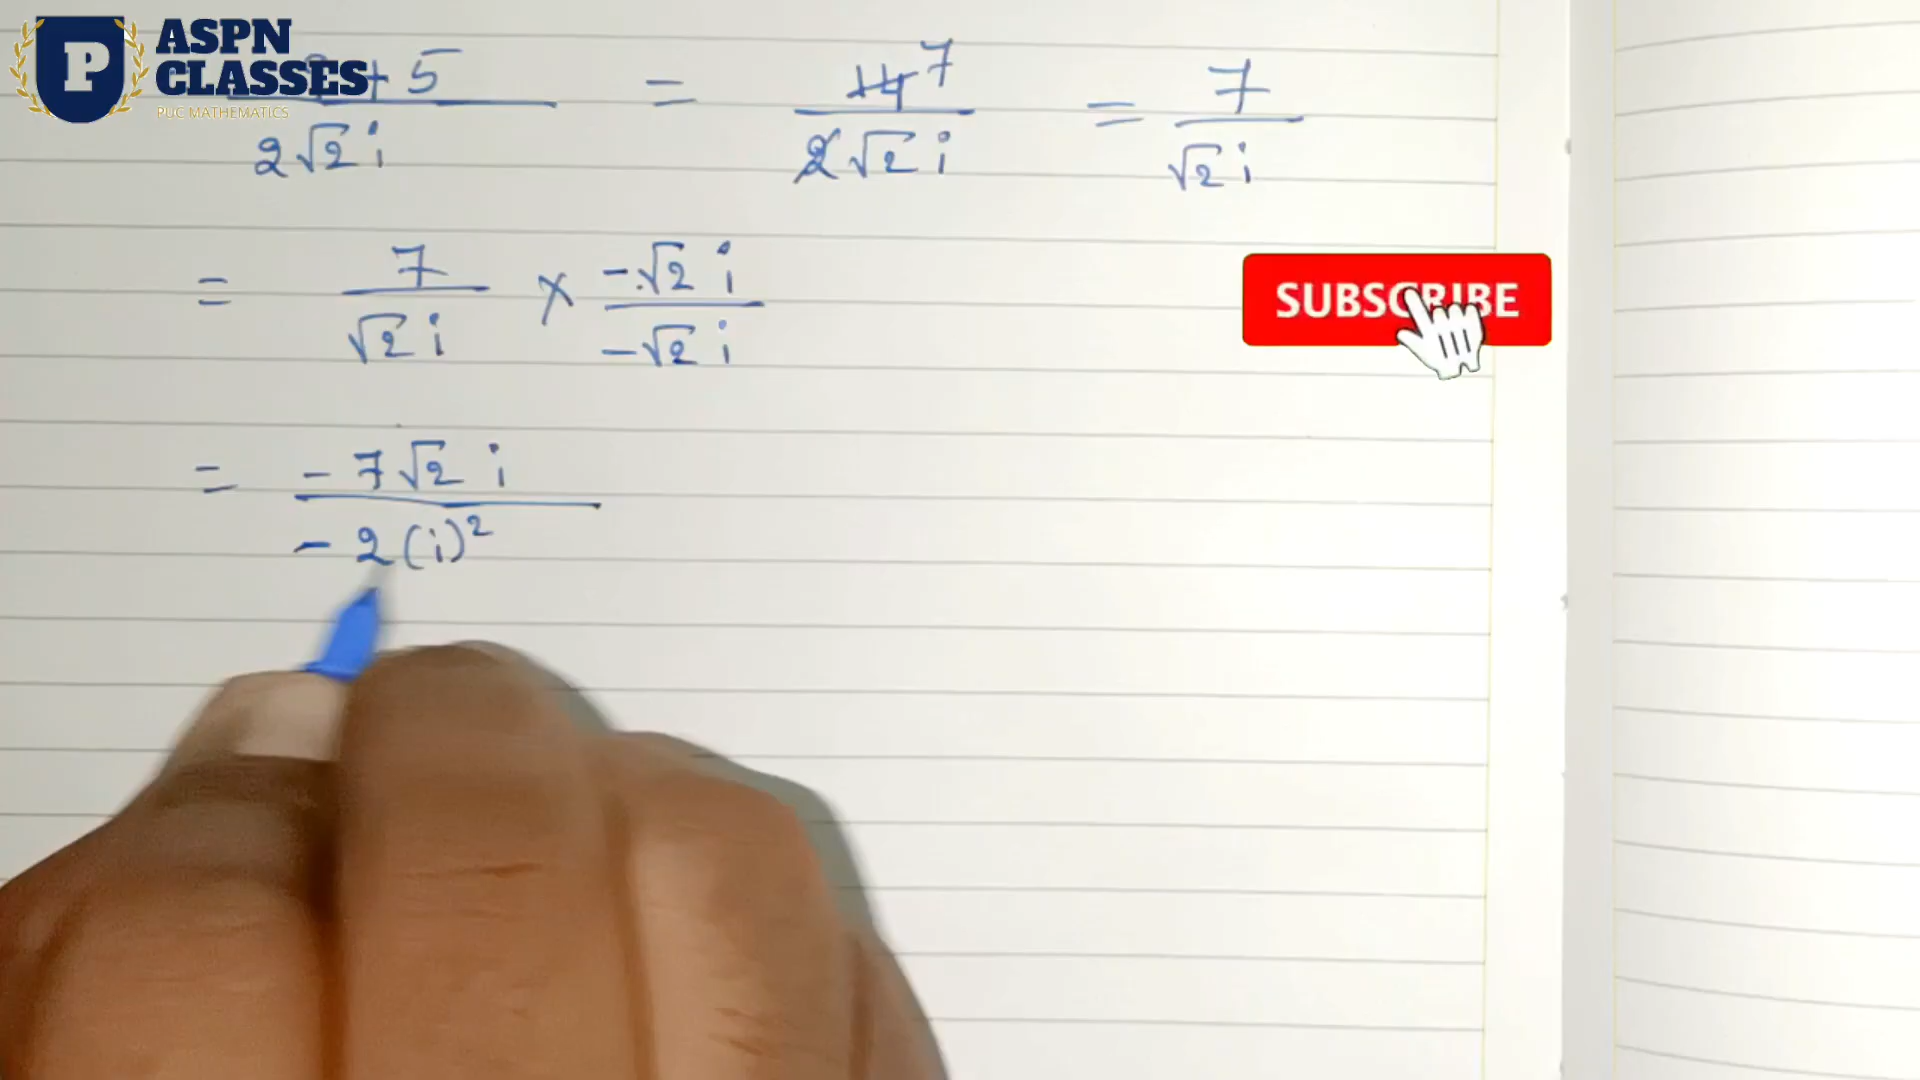 ASPN
CLASSES
PUC MATHEMATICS
P
+ 5 / 2√2 i = 14 7 / 2√2 i = 7 / √2 i
= 7 / √2 i × -√2 i / -√2 i
SUBSCRIBE
= - 7√2 i / - 2(i)²